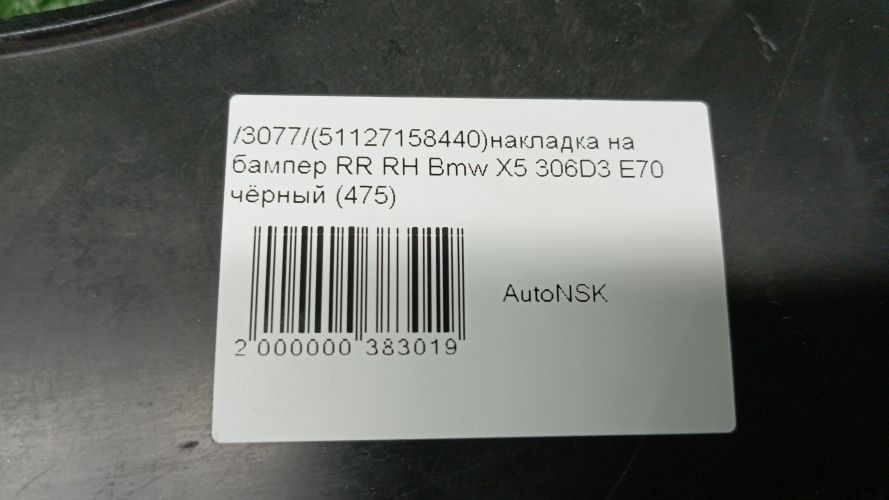 /3077/(51127158440)накладка на
бампер RR RH Bmw X5 306D3 E70
чёрный (475)
AutoNSK
2 000000 383019